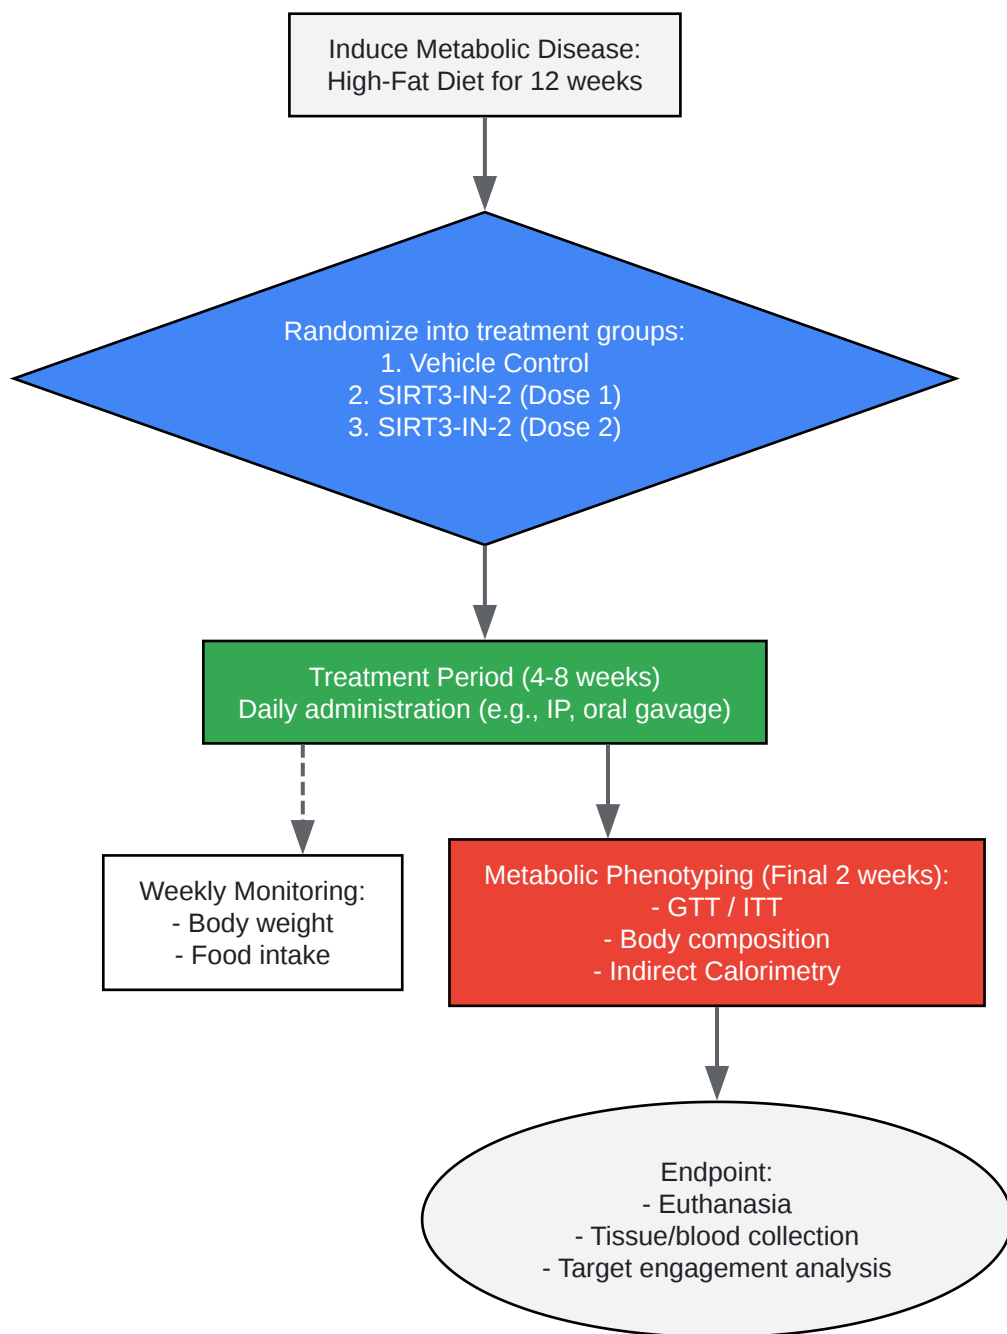 Induce Metabolic Disease:
High-Fat Diet for 12 weeks
Randomize into treatment groups:
1. Vehicle Control
2. SIRT3-IN-2 (Dose 1)
3. SIRT3-IN-2 (Dose 2)
Treatment Period (4-8 weeks)
Daily administration (e.g., IP, oral gavage)
Weekly Monitoring:
- Body weight
- Food intake
Metabolic Phenotyping (Final 2 weeks):
- GTT / ITT
- Body composition
- Indirect Calorimetry
Endpoint:
- Euthanasia
- Tissue/blood collection
- Target engagement analysis